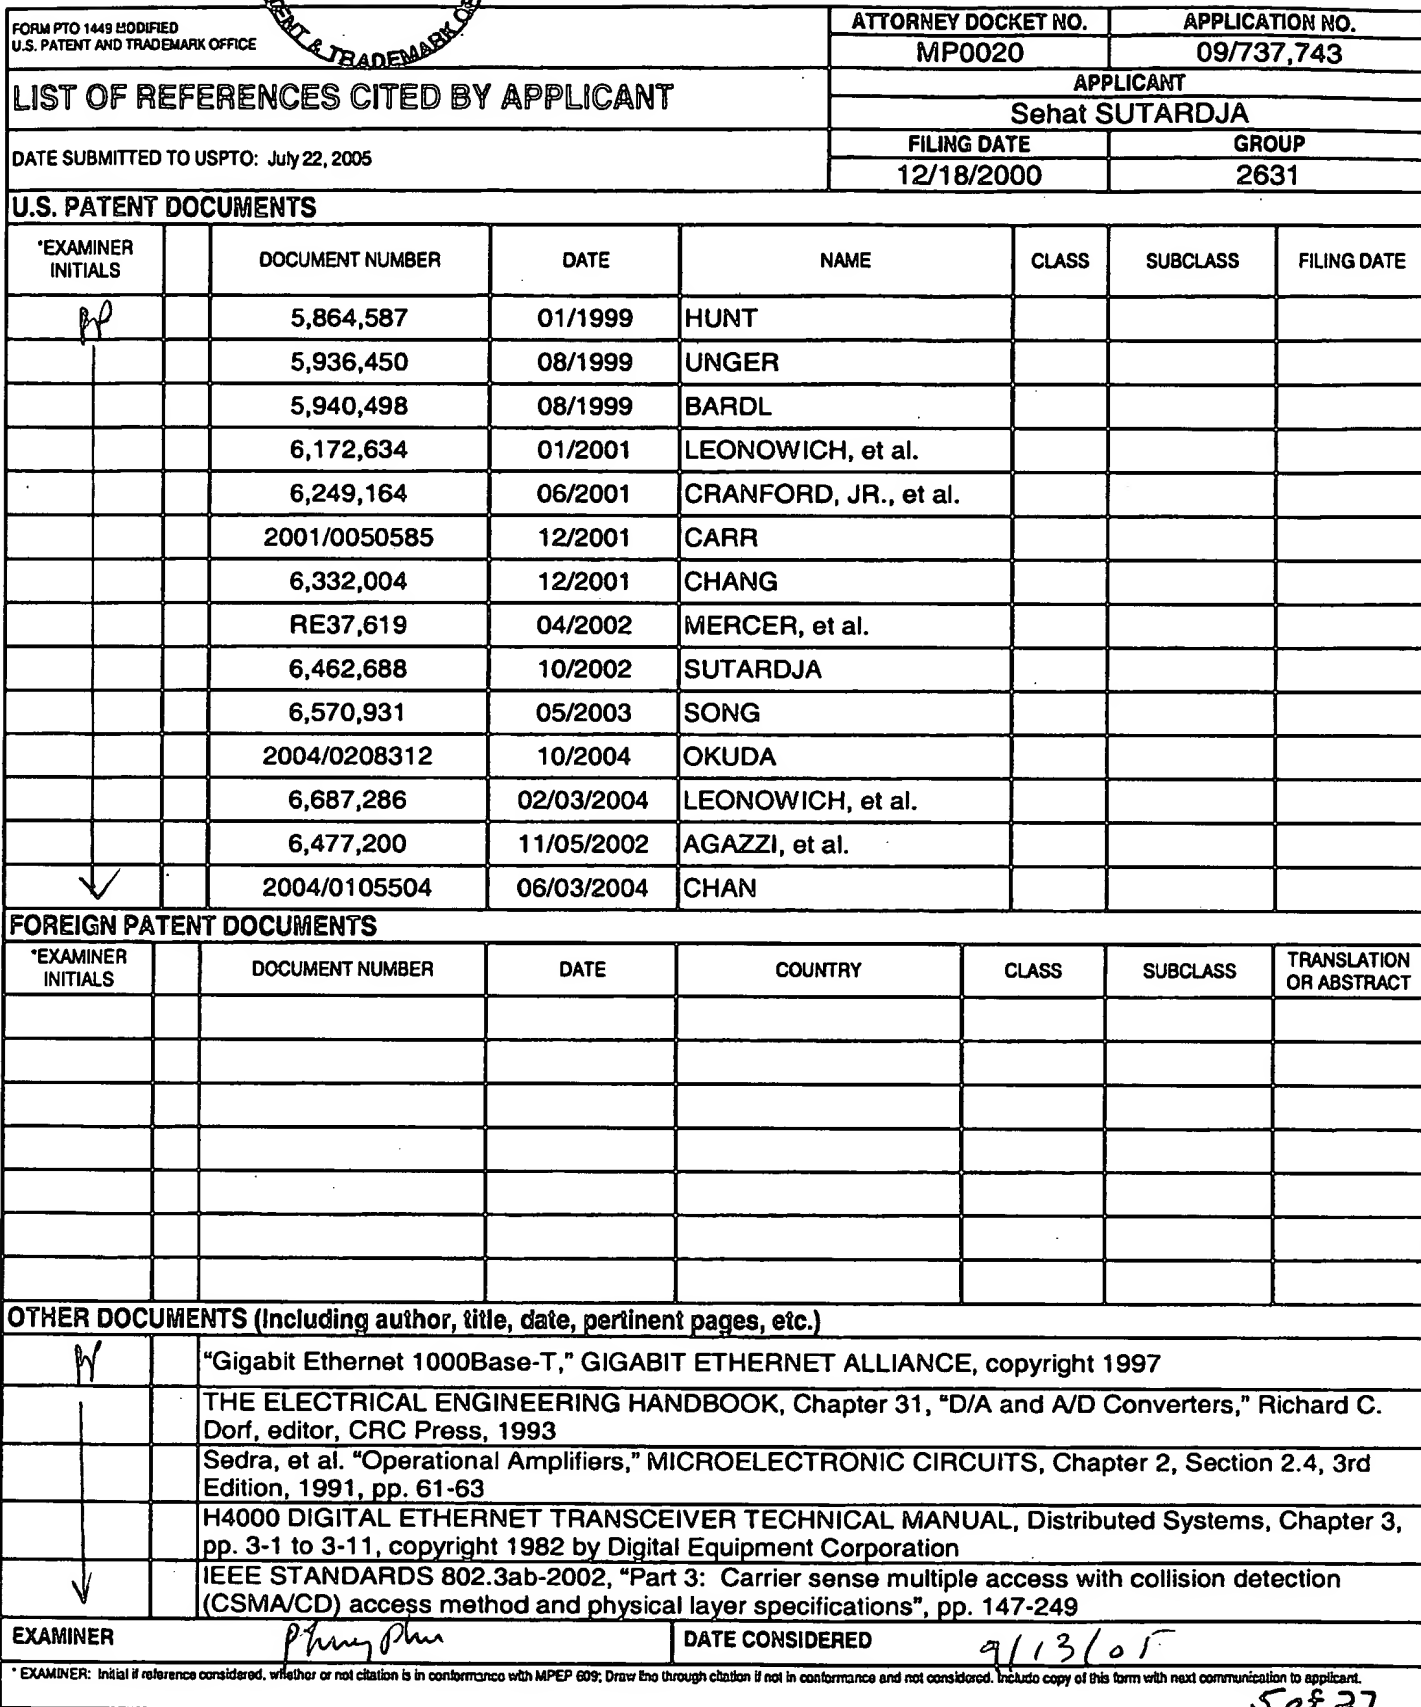 FORM PTO 1449 MODIFIED
U.S. PATENT AND TRADEMARK OFFICE
& TRADEMARK
ATTORNEY DOCKET NO. APPLICATION NO.
MP0020 09/737,743
LIST OF REFERENCES CITED BY APPLICANT
APPLICANT
Sehat SUTARDJA
DATE SUBMITTED TO USPTO: July 22, 2005
FILING DATE GROUP
12/18/2000 2631
U.S. PATENT DOCUMENTS
*EXAMINER INITIALS DOCUMENT NUMBER DATE NAME CLASS SUBCLASS FILING DATE
5,864,587 01/1999 HUNT
5,936,450 08/1999 UNGER
5,940,498 08/1999 BARDL
6,172,634 01/2001 LEONOWICH, et al.
6,249,164 06/2001 CRANFORD, JR., et al.
2001/0050585 12/2001 CARR
6,332,004 12/2001 CHANG
RE37,619 04/2002 MERCER, et al.
6,462,688 10/2002 SUTARDJA
6,570,931 05/2003 SONG
2004/0208312 10/2004 OKUDA
6,687,286 02/03/2004 LEONOWICH, et al.
6,477,200 11/05/2002 AGAZZI, et al.
2004/0105504 06/03/2004 CHAN
FOREIGN PATENT DOCUMENTS
*EXAMINER INITIALS DOCUMENT NUMBER DATE COUNTRY CLASS SUBCLASS TRANSLATION OR ABSTRACT
OTHER DOCUMENTS (Including author, title, date, pertinent pages, etc.)
"Gigabit Ethernet 1000Base-T," GIGABIT ETHERNET ALLIANCE, copyright 1997
THE ELECTRICAL ENGINEERING HANDBOOK, Chapter 31, "D/A and A/D Converters," Richard C.
Dorf, editor, CRC Press, 1993
Sedra, et al. "Operational Amplifiers," MICROELECTRONIC CIRCUITS, Chapter 2, Section 2.4, 3rd
Edition, 1991, pp. 61-63
H4000 DIGITAL ETHERNET TRANSCEIVER TECHNICAL MANUAL, Distributed Systems, Chapter 3,
pp. 3-1 to 3-11, copyright 1982 by Digital Equipment Corporation
IEEE STANDARDS 802.3ab-2002, "Part 3: Carrier sense multiple access with collision detection
(CSMA/CD) access method and physical layer specifications", pp. 147-249
EXAMINER DATE CONSIDERED 9/13/05
* EXAMINER: Initial if reference considered, whether or not citation is in conformance with MPEP 609; Draw line through citation if not in conformance and not considered. Include copy of this form with next communication to applicant.